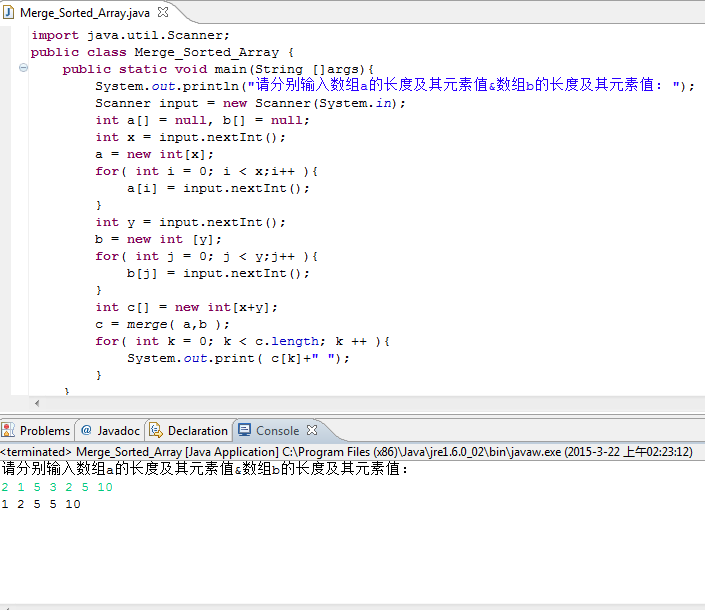 Merge_Sorted_Array.java
import java.util.Scanner;
public class Merge_Sorted_Array {
public static void main(String []args){
System.out.println("请分别输入数组a的长度及其元素值&数组b的长度及其元素值: ");
Scanner input = new Scanner(System.in);
int a[] = null, b[] = null;
int x = input.nextInt();
a = new int[x];
for( int i = 0; i < x;i++ ){
a[i] = input.nextInt();
}
int y = input.nextInt();
b = new int [y];
for( int j = 0; j < y;j++ ){
b[j] = input.nextInt();
}
int c[] = new int[x+y];
c = merge( a,b );
for( int k = 0; k < c.length; k ++ ){
System.out.print( c[k]+" ");
}
}
Problems @ Javadoc Declaration Console
<terminated> Merge_Sorted_Array [Java Application] C:\Program Files (x86)\Java\jre1.6.0_02\bin\javaw.exe (2015-3-22 上午02:23:12)
请分别输入数组a的长度及其元素值&数组b的长度及其元素值:
2 1 5 3 2 5 10
1 2 5 5 10